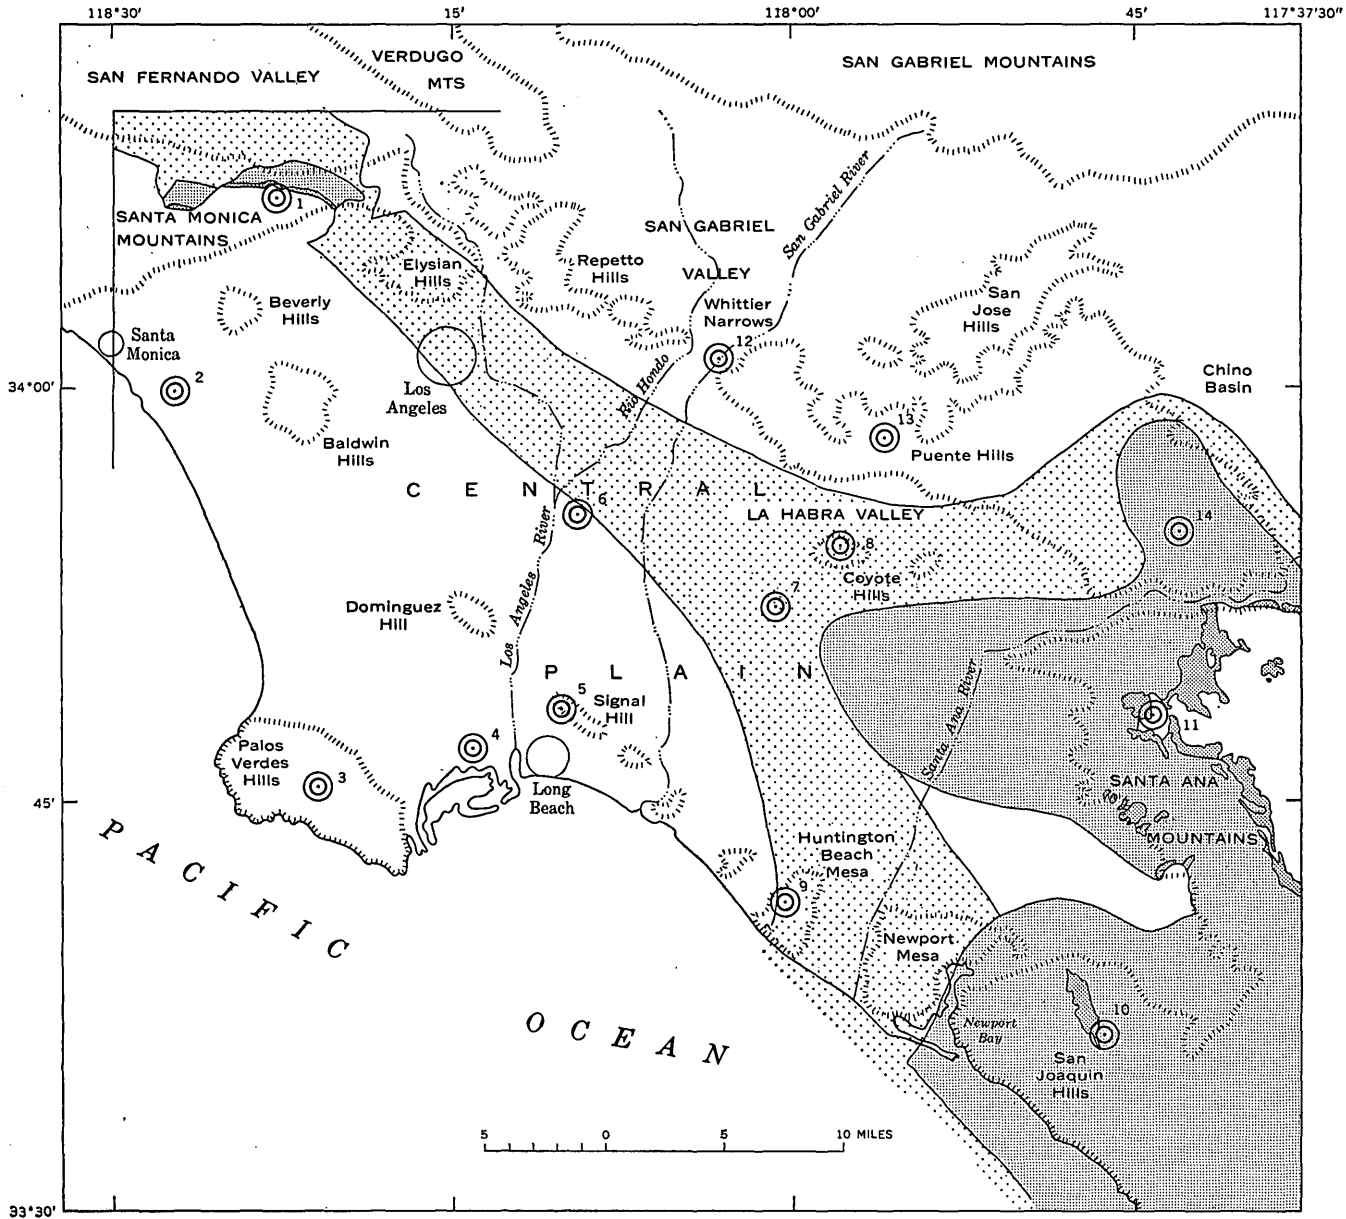 118°30'
15'
118°00'
45'
117°37'30"
VERDUGO
MTS
SAN FERNANDO VALLEY
SAN GABRIEL MOUNTAINS
1
SANTA MONICA
MOUNTAINS
San Gabriel River
SAN GABRIEL
VALLEY
Elysian
Hills
Repetto
Hills
San
Jose
Hills
Beverly
Hills
Whittier
Narrows
12
Santa
Monica
2
34°00'
Los
Angeles
Rio Hondo
Chino
Basin
Baldwin
Hills
13
Puente Hills
CENTRAL
6
LA HABRA VALLEY
14
8
Coyote
Hills
7
Los Angeles River
Dominguez
Hill
PLAIN
5
Signal
Hill
Santa Ana River
11
4
Palos
Verdes
Hills
3
Long
Beach
SANTA ANA
MOUNTAINS
45'
Huntington
Beach
Mesa
9
PACIFIC
Newport
Mesa
OCEAN
Newport
Bay
10
San
Joaquin
Hills
5 0 5 10 MILES
33°30'